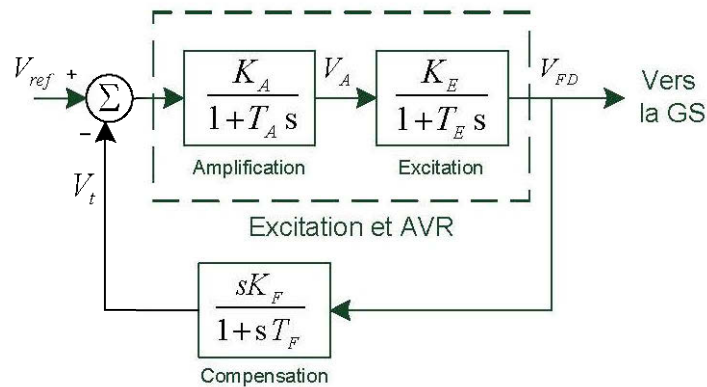 V_ref
+
−
Σ
K_A
1+T_A s
Amplification
V_A
K_E
1+T_E s
Excitation
V_FD
Vers
la GS
Excitation et AVR
V_t
sK_F
1+sT_F
Compensation